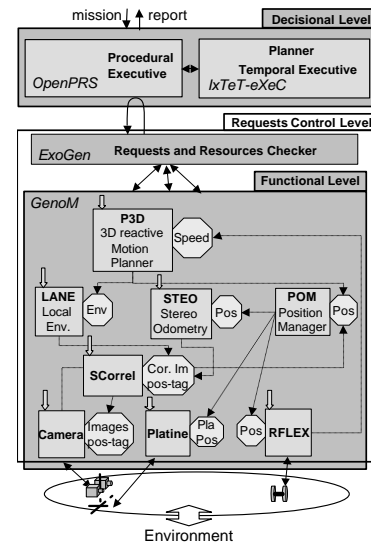 mission
report
Decisional Level
Procedural
Executive
OpenPRS
Planner
Temporal Executive
IxTeT-eXeC
Requests Control Level
ExoGen
Requests and Resources Checker
Functional Level
GenoM
P3D
3D reactive
Motion
Planner
Speed
LANE
Local
Env.
Env
STEO
Stereo
Odometry
Pos
POM
Position
Manager
Pos
SCorrel
Cor. Im
pos-tag
Camera
Images
pos-tag
Platine
Pla
Pos
Pos
RFLEX
Environment